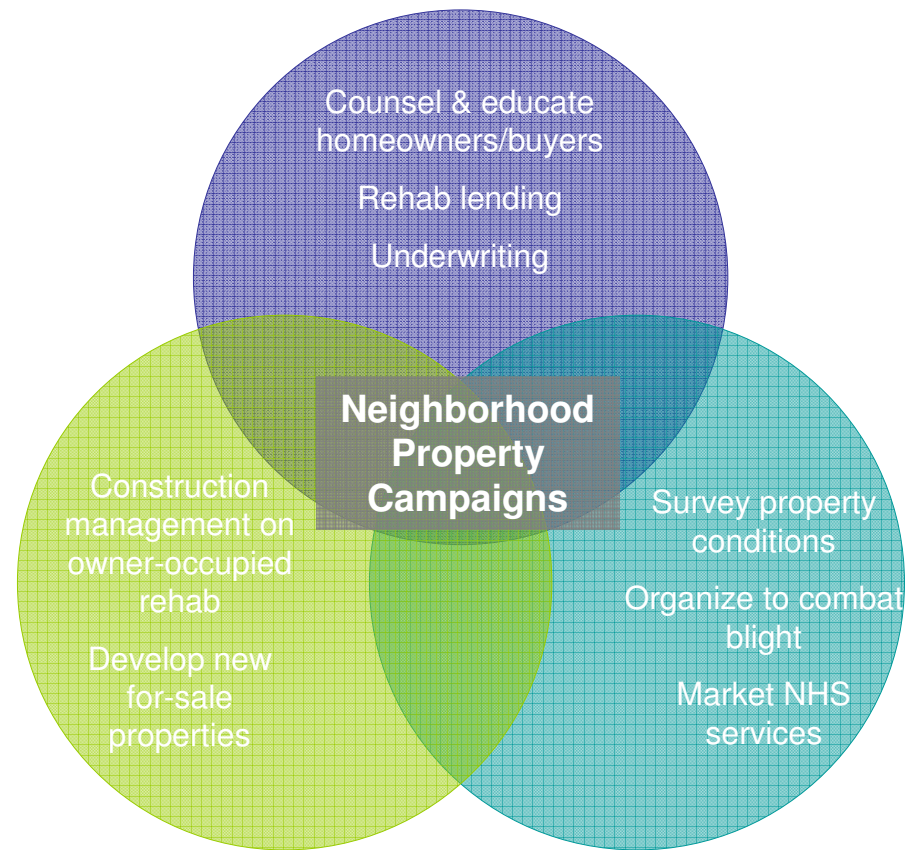 Counsel & educate
homeowners/buyers
Rehab lending
Underwriting
Neighborhood
Property
Campaigns
Construction
management on
owner-occupied
rehab
Develop new
for-sale
properties
Survey property
conditions
Organize to combat
blight
Market NHS
services